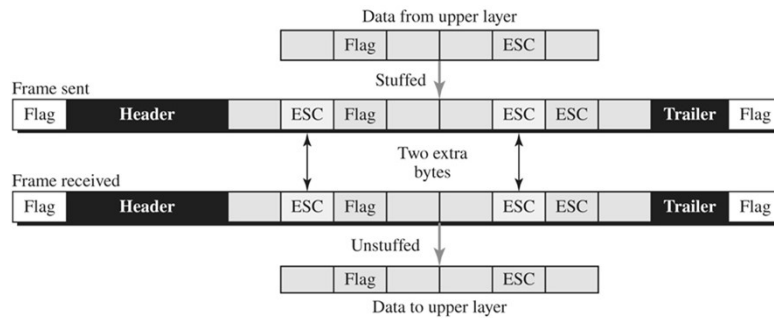 Data from upper layer
Flag ESC
Stuffed
Frame sent
Flag Header ESC Flag ESC ESC Trailer Flag
Two extra
bytes
Frame received
Flag Header ESC Flag ESC ESC Trailer Flag
Unstuffed
Flag ESC
Data to upper layer